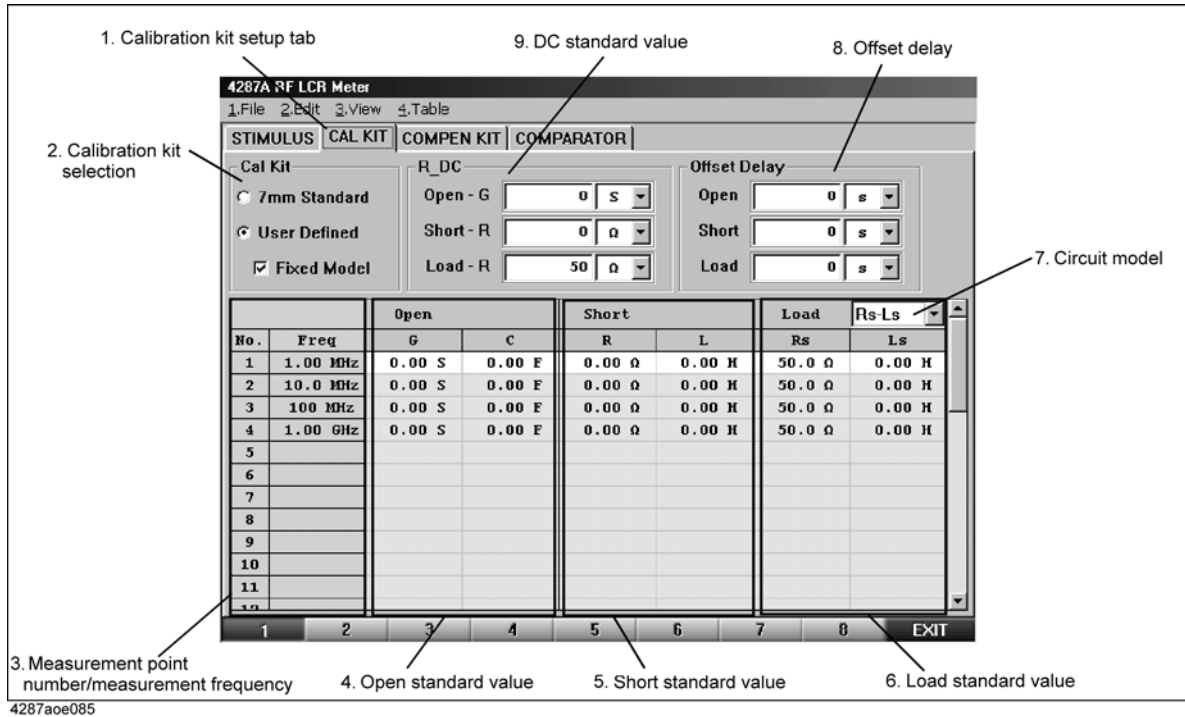 1. Calibration kit setup tab
9. DC standard value
8. Offset delay
4287A RF LCR Meter
1.File 2.Edit 3.View 4.Table
STIMULUS CAL KIT COMPEN KIT COMPARATOR
2. Calibration kit
selection
Cal Kit
7mm Standard
User Defined
Fixed Model
R_DC
Open - G 0 S
Short - R 0 Ω
Load - R 50 Ω
Offset Delay
Open 0 s
Short 0 s
Load 0 s
7. Circuit model
Open Short Load Rs-Ls
No. Freq G C R L Rs Ls
1 1.00 MHz 0.00 S 0.00 F 0.00 Ω 0.00 H 50.0 Ω 0.00 H
2 10.0 MHz 0.00 S 0.00 F 0.00 Ω 0.00 H 50.0 Ω 0.00 H
3 100 MHz 0.00 S 0.00 F 0.00 Ω 0.00 H 50.0 Ω 0.00 H
4 1.00 GHz 0.00 S 0.00 F 0.00 Ω 0.00 H 50.0 Ω 0.00 H
5
6
7
8
9
10
11
1 2 3 4 5 6 7 8 EXIT
3. Measurement point
number/measurement frequency
4. Open standard value
5. Short standard value
6. Load standard value
4287aoe085